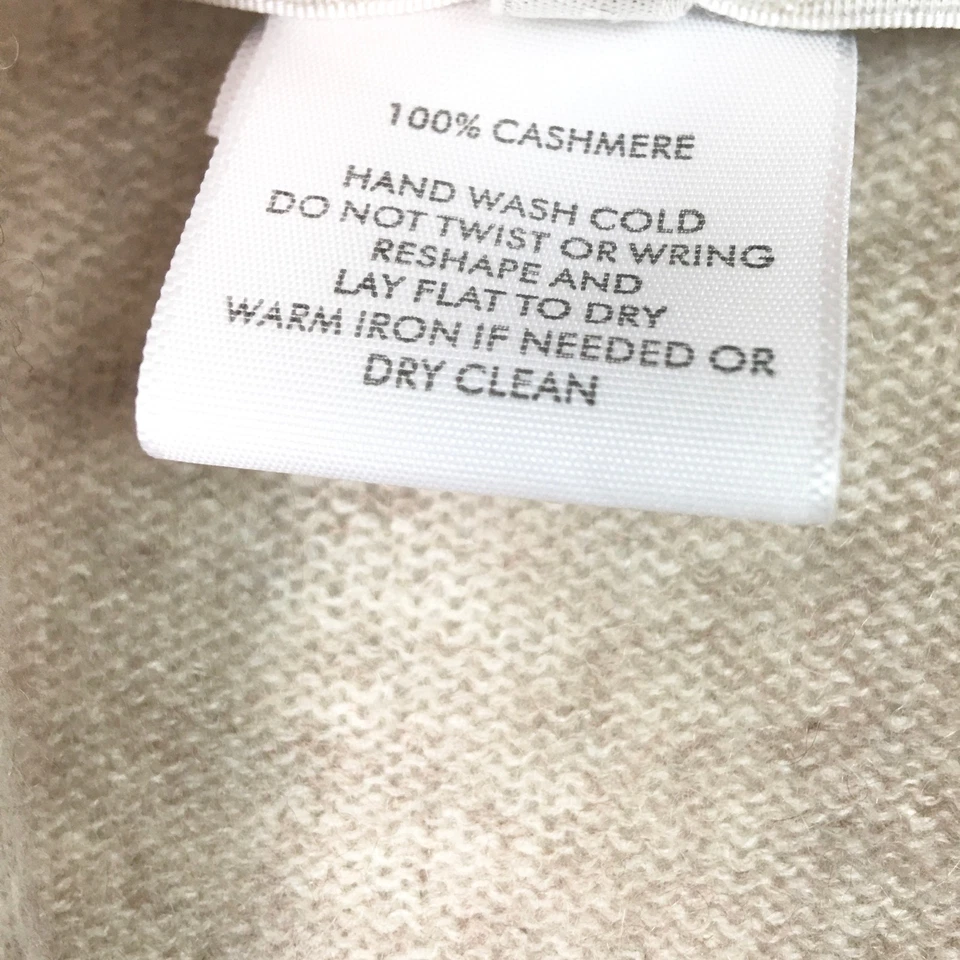 100% CASHMERE
HAND WASH COLD
DO NOT TWIST OR WRING
RESHAPE AND
LAY FLAT TO DRY
WARM IRON IF NEEDED OR
DRY CLEAN